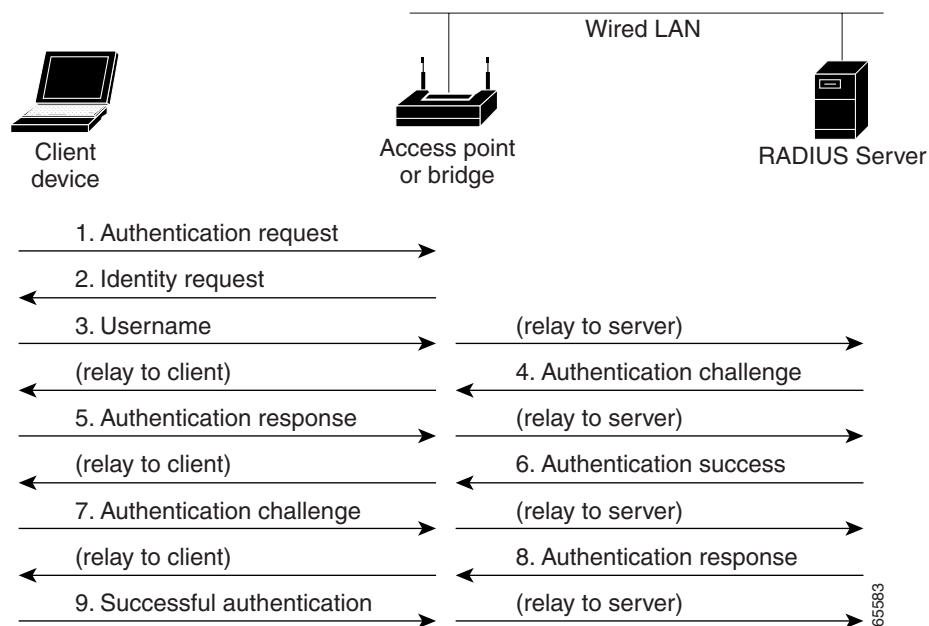 Wired LAN
Client
device
Access point
or bridge
RADIUS Server
1. Authentication request
2. Identity request
3. Username
(relay to server)
(relay to client)
4. Authentication challenge
5. Authentication response
(relay to server)
(relay to client)
6. Authentication success
7. Authentication challenge
(relay to server)
(relay to client)
8. Authentication response
9. Successful authentication
(relay to server)
65583